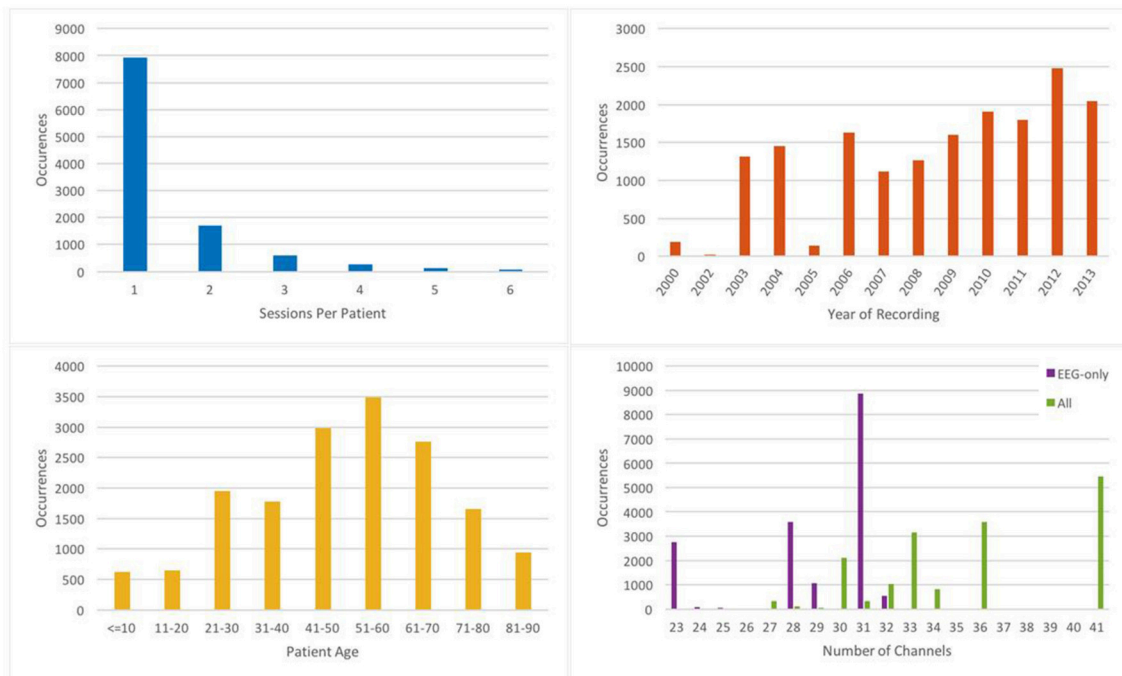 9000
8000
7000
6000
5000
4000
3000
2000
1000
0
Occurences
1 2 3 4 5 6
Sessions Per Patient
3000
2500
2000
1500
1000
500
0
Occurrences
2000 2002 2003 2004 2005 2006 2007 2008 2009 2010 2011 2012 2013
Year of Recording
4000
3500
3000
2500
2000
1500
1000
500
0
Occurrences
<=10 11-20 21-30 31-40 41-50 51-60 61-70 71-80 81-90
Patient Age
10000
9000
8000
7000
6000
5000
4000
3000
2000
1000
0
Occurrences
EEG-only
All
23 24 25 26 27 28 29 30 31 32 33 34 35 36 37 38 39 40 41
Number of Channels